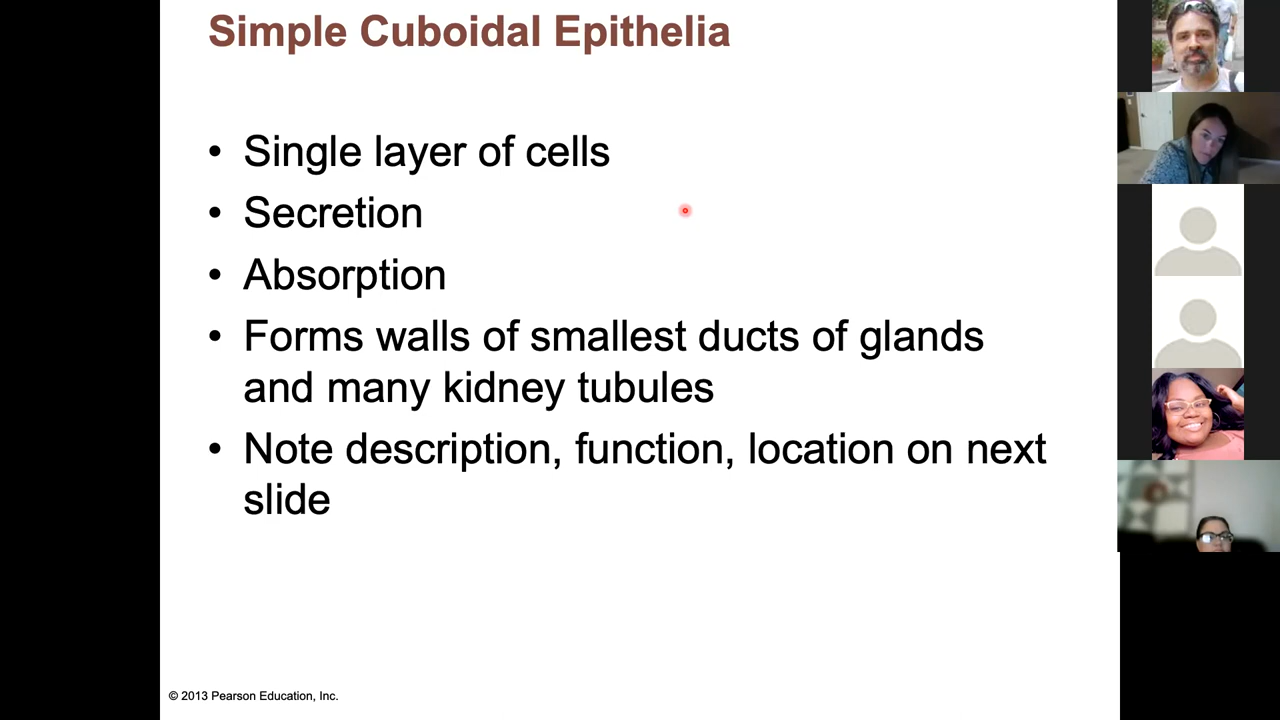 Simple Cuboidal Epithelia
• Single layer of cells
• Secretion
• Absorption
• Forms walls of smallest ducts of glands
and many kidney tubules
• Note description, function, location on next
slide
© 2013 Pearson Education, Inc.